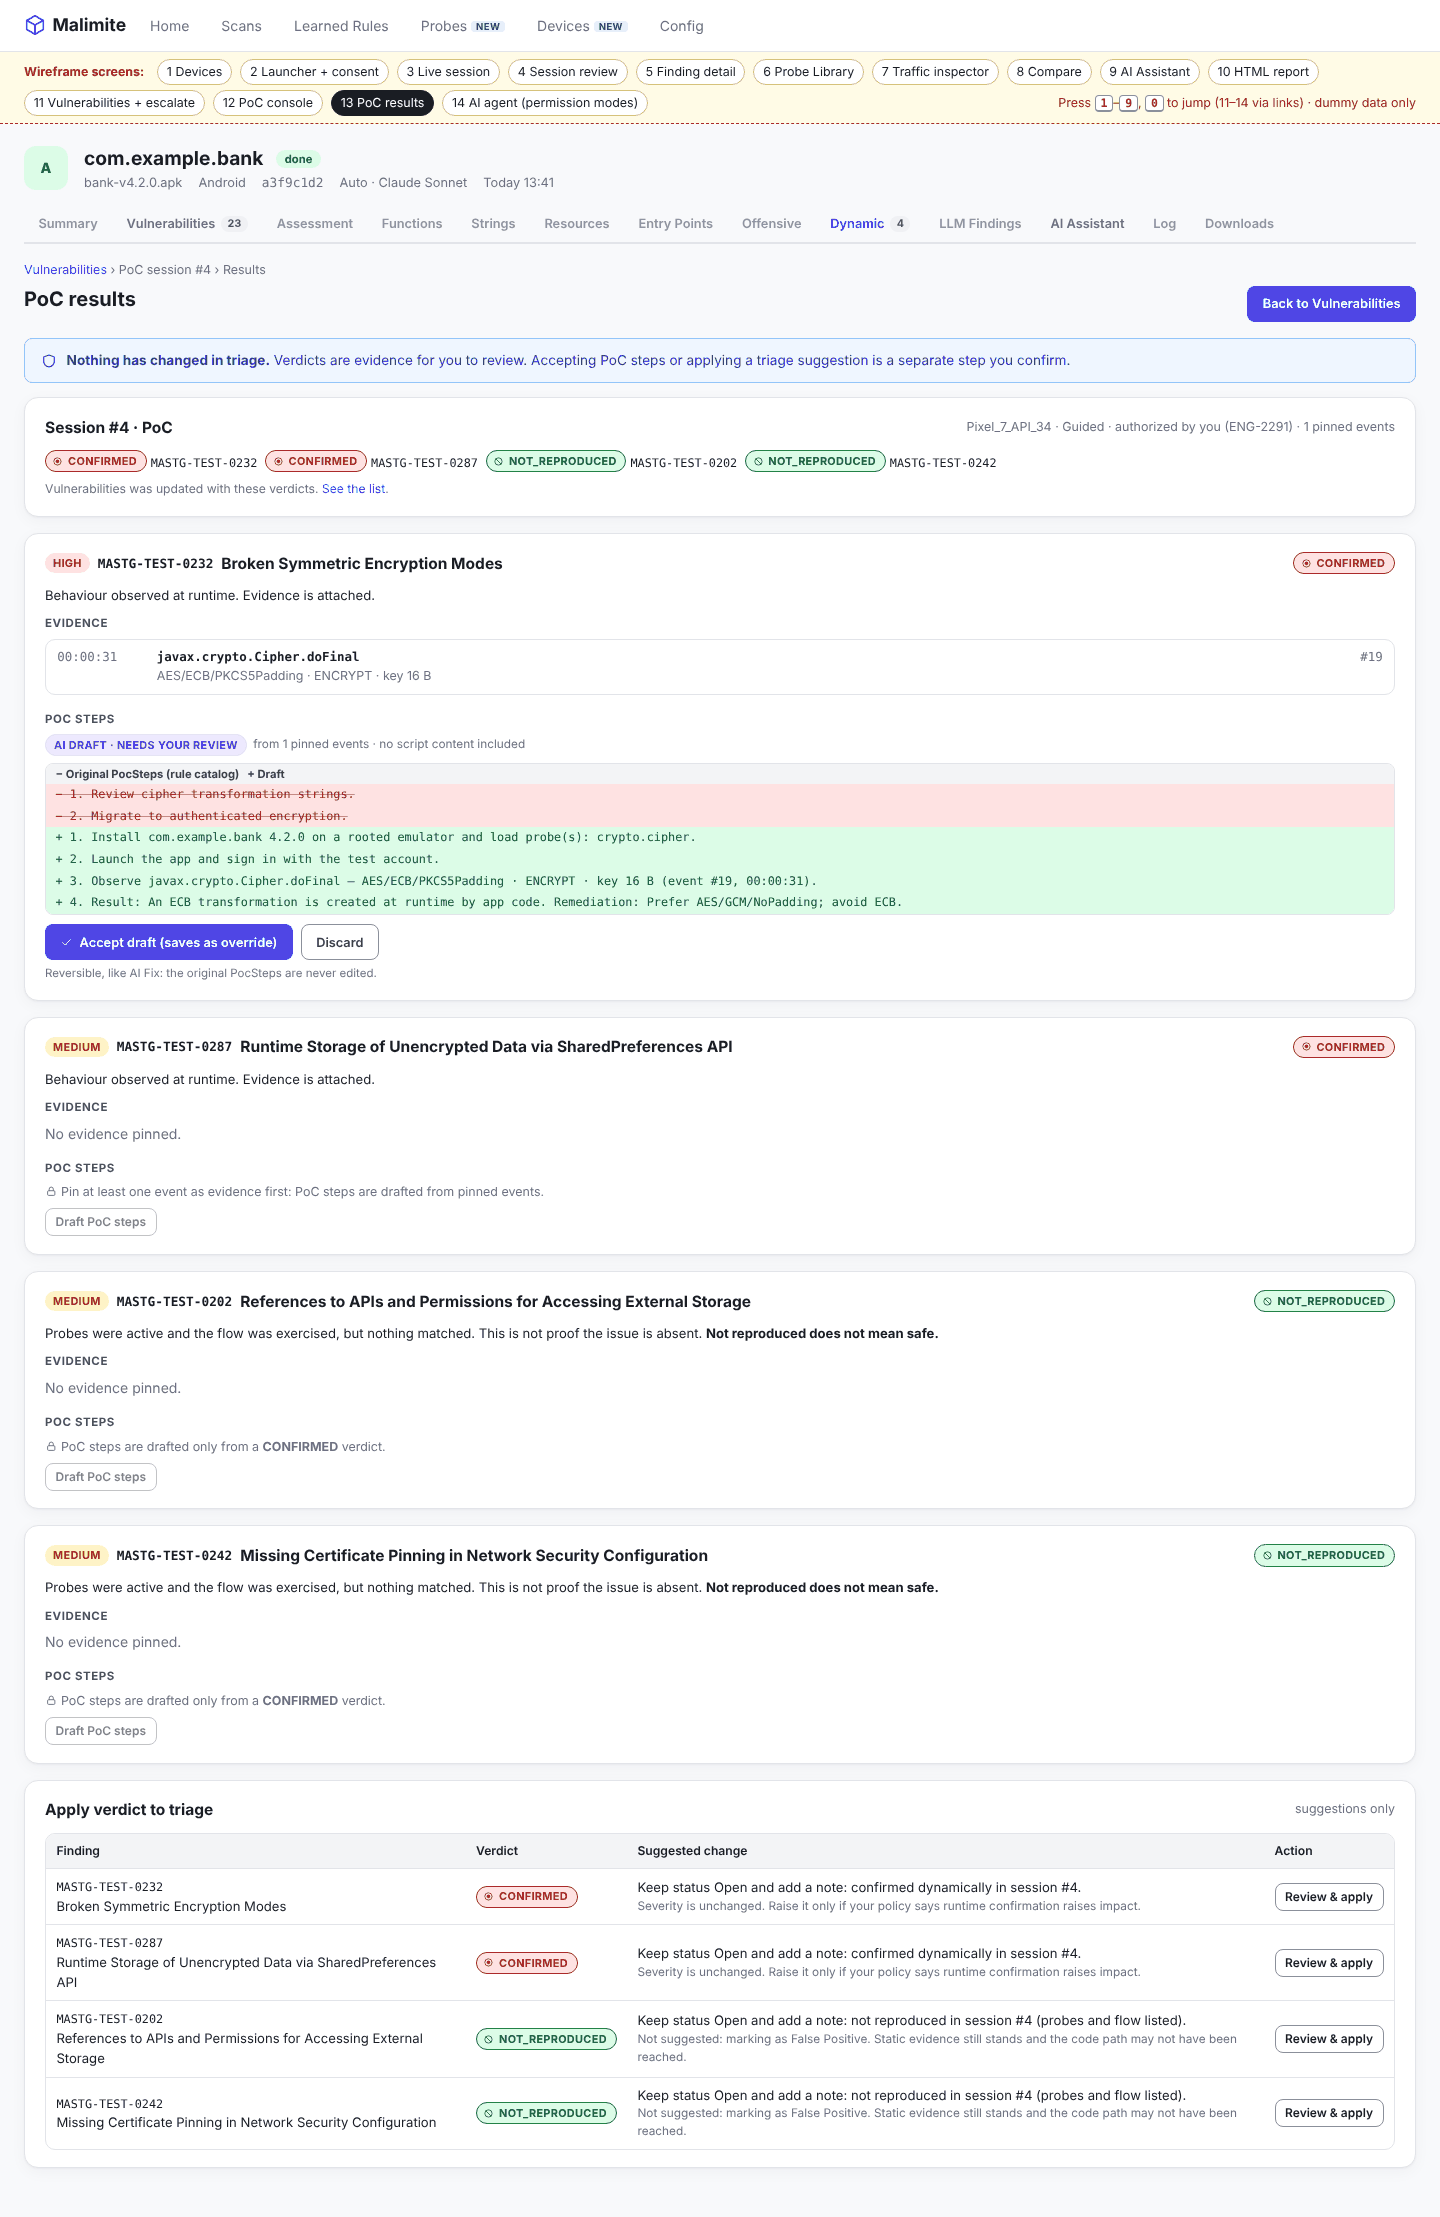 Malimite Home Scans Learned Rules Probes NEW Devices NEW Config
Wireframe screens: 1 Devices 2 Launcher + consent 3 Live session 4 Session review 5 Finding detail 6 Probe Library 7 Traffic inspector 8 Compare 9 AI Assistant 10 HTML report
11 Vulnerabilities + escalate 12 PoC console 13 PoC results 14 AI agent (permission modes) Press 1–9, 0 to jump (11–14 via links) · dummy data only
A
com.example.bank done
bank-v4.2.0.apk Android a3f9c1d2 Auto · Claude Sonnet Today 13:41
Summary Vulnerabilities 23 Assessment Functions Strings Resources Entry Points Offensive Dynamic 4 LLM Findings AI Assistant Log Downloads
Vulnerabilities › PoC session #4 › Results
PoC results
Back to Vulnerabilities
Nothing has changed in triage. Verdicts are evidence for you to review. Accepting PoC steps or applying a triage suggestion is a separate step you confirm.
Session #4 · PoC Pixel_7_API_34 · Guided · authorized by you (ENG-2291) · 1 pinned events
CONFIRMED MASTG-TEST-0232 CONFIRMED MASTG-TEST-0287 NOT_REPRODUCED MASTG-TEST-0202 NOT_REPRODUCED MASTG-TEST-0242
Vulnerabilities was updated with these verdicts. See the list.
HIGH MASTG-TEST-0232 Broken Symmetric Encryption Modes CONFIRMED
Behaviour observed at runtime. Evidence is attached.
EVIDENCE
00:00:31 javax.crypto.Cipher.doFinal #19
AES/ECB/PKCS5Padding · ENCRYPT · key 16 B
POC STEPS
AI DRAFT · NEEDS YOUR REVIEW from 1 pinned events · no script content included
− Original PocSteps (rule catalog) + Draft
− 1. Review cipher transformation strings.
− 2. Migrate to authenticated encryption.
+ 1. Install com.example.bank 4.2.0 on a rooted emulator and load probe(s): crypto.cipher.
+ 2. Launch the app and sign in with the test account.
+ 3. Observe javax.crypto.Cipher.doFinal — AES/ECB/PKCS5Padding · ENCRYPT · key 16 B (event #19, 00:00:31).
+ 4. Result: An ECB transformation is created at runtime by app code. Remediation: Prefer AES/GCM/NoPadding; avoid ECB.
Accept draft (saves as override) Discard
Reversible, like AI Fix: the original PocSteps are never edited.
MEDIUM MASTG-TEST-0287 Runtime Storage of Unencrypted Data via SharedPreferences API CONFIRMED
Behaviour observed at runtime. Evidence is attached.
EVIDENCE
No evidence pinned.
POC STEPS
Pin at least one event as evidence first: PoC steps are drafted from pinned events.
Draft PoC steps
MEDIUM MASTG-TEST-0202 References to APIs and Permissions for Accessing External Storage NOT_REPRODUCED
Probes were active and the flow was exercised, but nothing matched. This is not proof the issue is absent. Not reproduced does not mean safe.
EVIDENCE
No evidence pinned.
POC STEPS
PoC steps are drafted only from a CONFIRMED verdict.
Draft PoC steps
MEDIUM MASTG-TEST-0242 Missing Certificate Pinning in Network Security Configuration NOT_REPRODUCED
Probes were active and the flow was exercised, but nothing matched. This is not proof the issue is absent. Not reproduced does not mean safe.
EVIDENCE
No evidence pinned.
POC STEPS
PoC steps are drafted only from a CONFIRMED verdict.
Draft PoC steps
Apply verdict to triage suggestions only
Finding Verdict Suggested change Action
MASTG-TEST-0232
Broken Symmetric Encryption Modes
CONFIRMED
Keep status Open and add a note: confirmed dynamically in session #4.
Severity is unchanged. Raise it only if your policy says runtime confirmation raises impact.
Review & apply
MASTG-TEST-0287
Runtime Storage of Unencrypted Data via SharedPreferences
API
CONFIRMED
Keep status Open and add a note: confirmed dynamically in session #4.
Severity is unchanged. Raise it only if your policy says runtime confirmation raises impact.
Review & apply
MASTG-TEST-0202
References to APIs and Permissions for Accessing External
Storage
NOT_REPRODUCED
Keep status Open and add a note: not reproduced in session #4 (probes and flow listed).
Not suggested: marking as False Positive. Static evidence still stands and the code path may not have been
reached.
Review & apply
MASTG-TEST-0242
Missing Certificate Pinning in Network Security Configuration
NOT_REPRODUCED
Keep status Open and add a note: not reproduced in session #4 (probes and flow listed).
Not suggested: marking as False Positive. Static evidence still stands and the code path may not have been
reached.
Review & apply